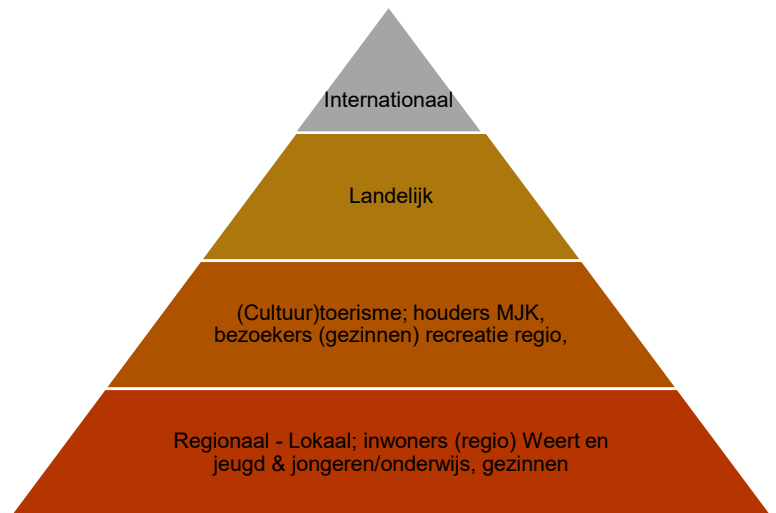 Internationaal
Landelijk
(Cultuur)toerisme; houders MJK,
bezoekers (gezinnen) recreatie regio,
Regionaal - Lokaal; inwoners (regio) Weert en
jeugd & jongeren/onderwijs, gezinnen